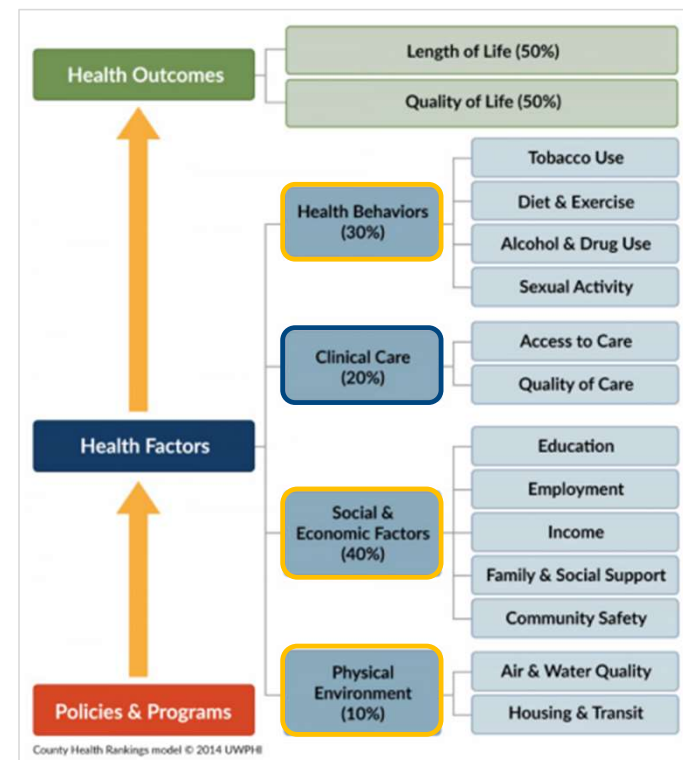 Health Outcomes
Length of Life (50%)
Quality of Life (50%)
Health Behaviors
(30%)
Tobacco Use
Diet & Exercise
Alcohol & Drug Use
Sexual Activity
Clinical Care
(20%)
Access to Care
Quality of Care
Health Factors
Social &
Economic Factors
(40%)
Education
Employment
Income
Family & Social Support
Community Safety
Physical
Environment
(10%)
Air & Water Quality
Housing & Transit
Policies & Programs
County Health Rankings model © 2014 UWPHI